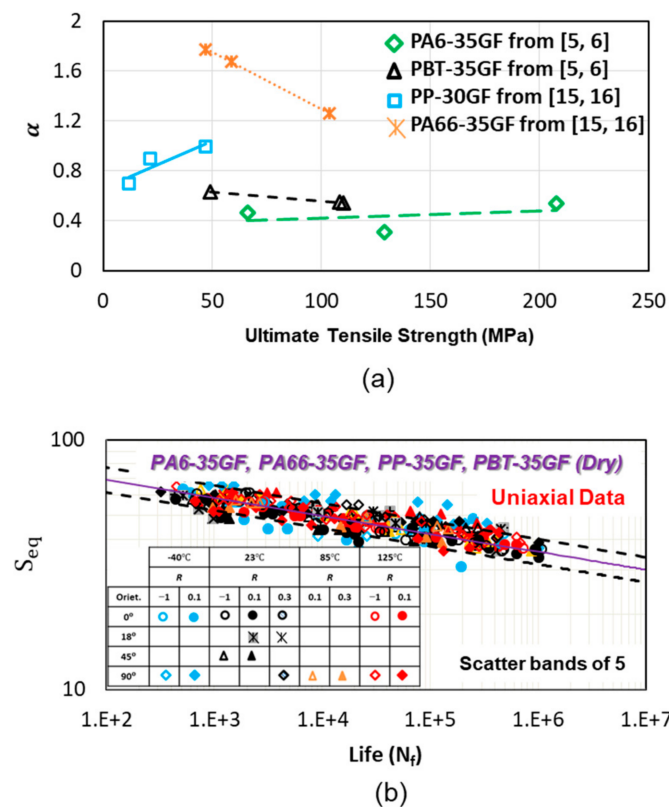 α
2
1.6
1.2
0.8
0.4
0
PA6-35GF from [5, 6]
PBT-35GF from [5, 6]
PP-30GF from [15, 16]
PA66-35GF from [15, 16]
0 50 100 150 200 250
Ultimate Tensile Strength (MPa)
(a)
100
PA6-35GF, PA66-35GF, PP-35GF, PBT-35GF (Dry)
Uniaxial Data
Seq
-40°C 23°C 85°C 125°C
R R R R
Oriet. −1 0.1 −1 0.1 0.3 0.1 0.3 −1 0.1
0°
18°
45°
90°
Scatter bands of 5
10
1.E+2 1.E+3 1.E+4 1.E+5 1.E+6 1.E+7
Life (Nf)
(b)